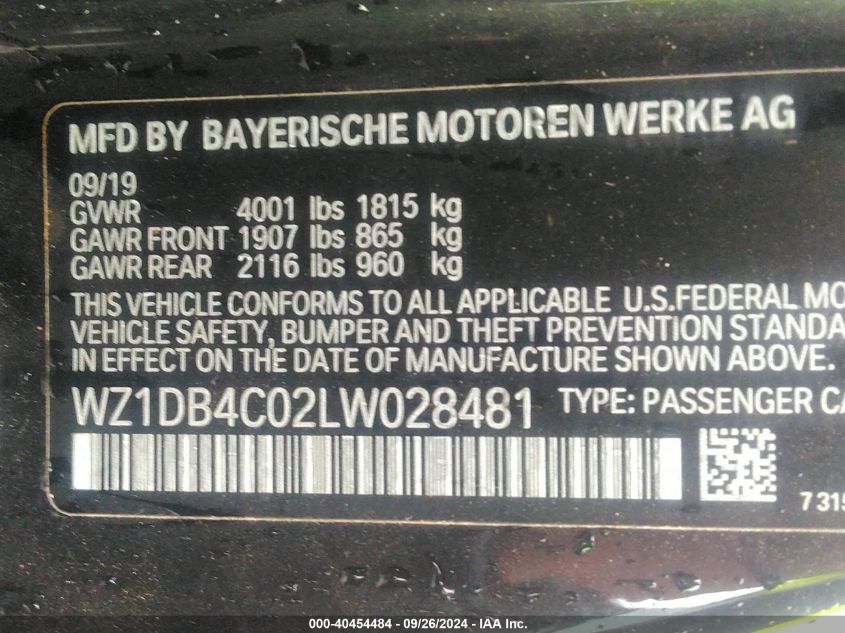 MFD BY BAYERISCHE MOTOREN WERKE AG
09/19
GVWR 4001 lbs 1815 kg
GAWR FRONT 1907 lbs 865 kg
GAWR REAR 2116 lbs 960 kg
THIS VEHICLE CONFORMS TO ALL APPLICABLE U.S.FEDERAL MO
VEHICLE SAFETY, BUMPER AND THEFT PREVENTION STANDA
IN EFFECT ON THE DATE OF MANUFACTURE SHOWN ABOVE.
WZ1DB4C02LW028481 TYPE: PASSENGER CA
7 315
000-40454484 - 09/26/2024 - IAA Inc.